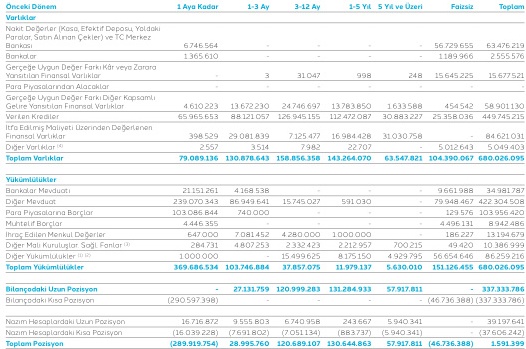 Önceki Dönem 1 Aya Kadar 1-3 Ay 3-12 Ay 1-5 Yıl 5 Yıl ve Üzeri Faizsiz Toplam
Varlıklar
Nakit Değerler (Kasa, Efektif Deposu, Yoldaki
Paralar, Satın Alınan Çekler) ve TC Merkez
Bankası 6.746.564 - - - - 56.729.655 63.476.219
Bankalar 1.365.610 - - - - 1.189.966 2.555.576
Gerçeğe Uygun Değer Farkı Kâr veya Zarara
Yansıtılan Finansal Varlıklar - 3 31.047 998 248 15.645.225 15.677.521
Para Piyasalarından Alacaklar - - - - - - -
Gerçeğe Uygun Değer Farkı Diğer Kapsamlı
Gelire Yansıtılan Finansal Varlıklar 4.610.223 13.672.230 24.746.697 13.783.850 1.633.588 454.542 58.901.130
Verilen Krediler 65.965.653 88.121.057 126.945.155 112.472.087 30.883.227 25.358.036 449.745.215
İtfa Edilmiş Maliyeti Üzerinden Değerlenen
Finansal Varlıklar 398.529 29.081.839 7.125.477 16.984.428 31.030.758 - 84.621.031
Diğer Varlıklar 2.557 3.514 7.982 22.707 - 5.012.643 5.049.403
Toplam Varlıklar 79.089.136 130.878.643 158.856.358 143.264.070 63.547.821 104.390.067 680.026.095
Yükümlülükler
Bankalar Mevduatı 21.151.261 4.168.538 - - - 9.661.988 34.981.787
Diğer Mevduat 239.070.343 86.949.641 15.745.027 591.030 - 79.948.467 422.304.508
Para Piyasalarına Borçlar 103.086.844 740.000 - - - 129.576 103.956.420
Muhtelif Borçlar 4.446.355 - - - - 4.496.131 8.942.486
İhraç Edilen Menkul Değerler 647.000 7.081.452 4.280.000 1.000.000 - 186.227 13.194.679
Diğer Mali Kuruluşlar. Sağl. Fonlar 284.731 4.807.253 2.332.423 2.212.957 700.215 49.420 10.386.999
Diğer Yükümlülükler 1.000.000 - 15.499.625 8.175.150 4.929.795 56.654.646 86.259.216
Toplam Yükümlülükler 369.686.534 103.746.884 37.857.075 11.979.137 5.630.010 151.126.455 680.026.095
Bilançodaki Uzun Pozisyon - 27.131.759 120.999.283 131.284.933 57.917.811 - 337.333.786
Bilançodaki Kısa Pozisyon (290.597.398) - - - - (46.736.388) (337.333.786)
Nazım Hesaplardaki Uzun Pozisyon 16.716.872 9.555.803 6.740.958 243.667 5.940.341 - 39.197.641
Nazım Hesaplardaki Kısa Pozisyon (16.039.228) (7.691.802) (7.051.134) (883.737) (5.940.341) - (37.606.242)
Toplam Pozisyon (289.919.754) 28.995.760 120.689.107 130.644.863 57.917.811 (46.736.388) 1.591.399